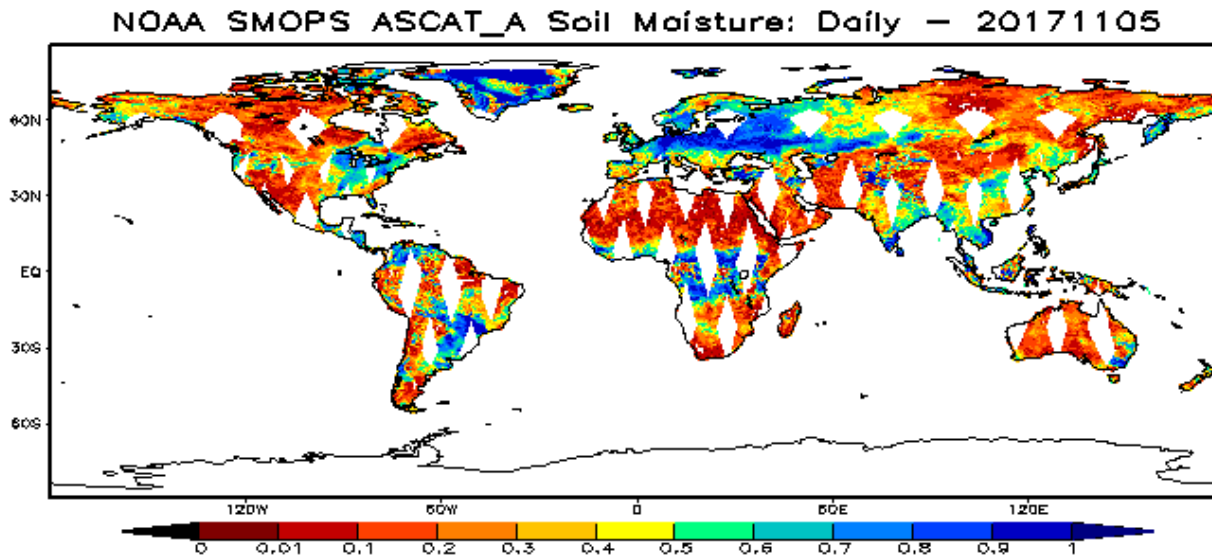 NOAA SMOPS ASCAT_A Soil Moisture: Daily – 20171105
60N
30N
EQ
30S
60S
120W 60W 0 60E 120E
0 0.01 0.1 0.2 0.3 0.4 0.5 0.6 0.7 0.8 0.9 1